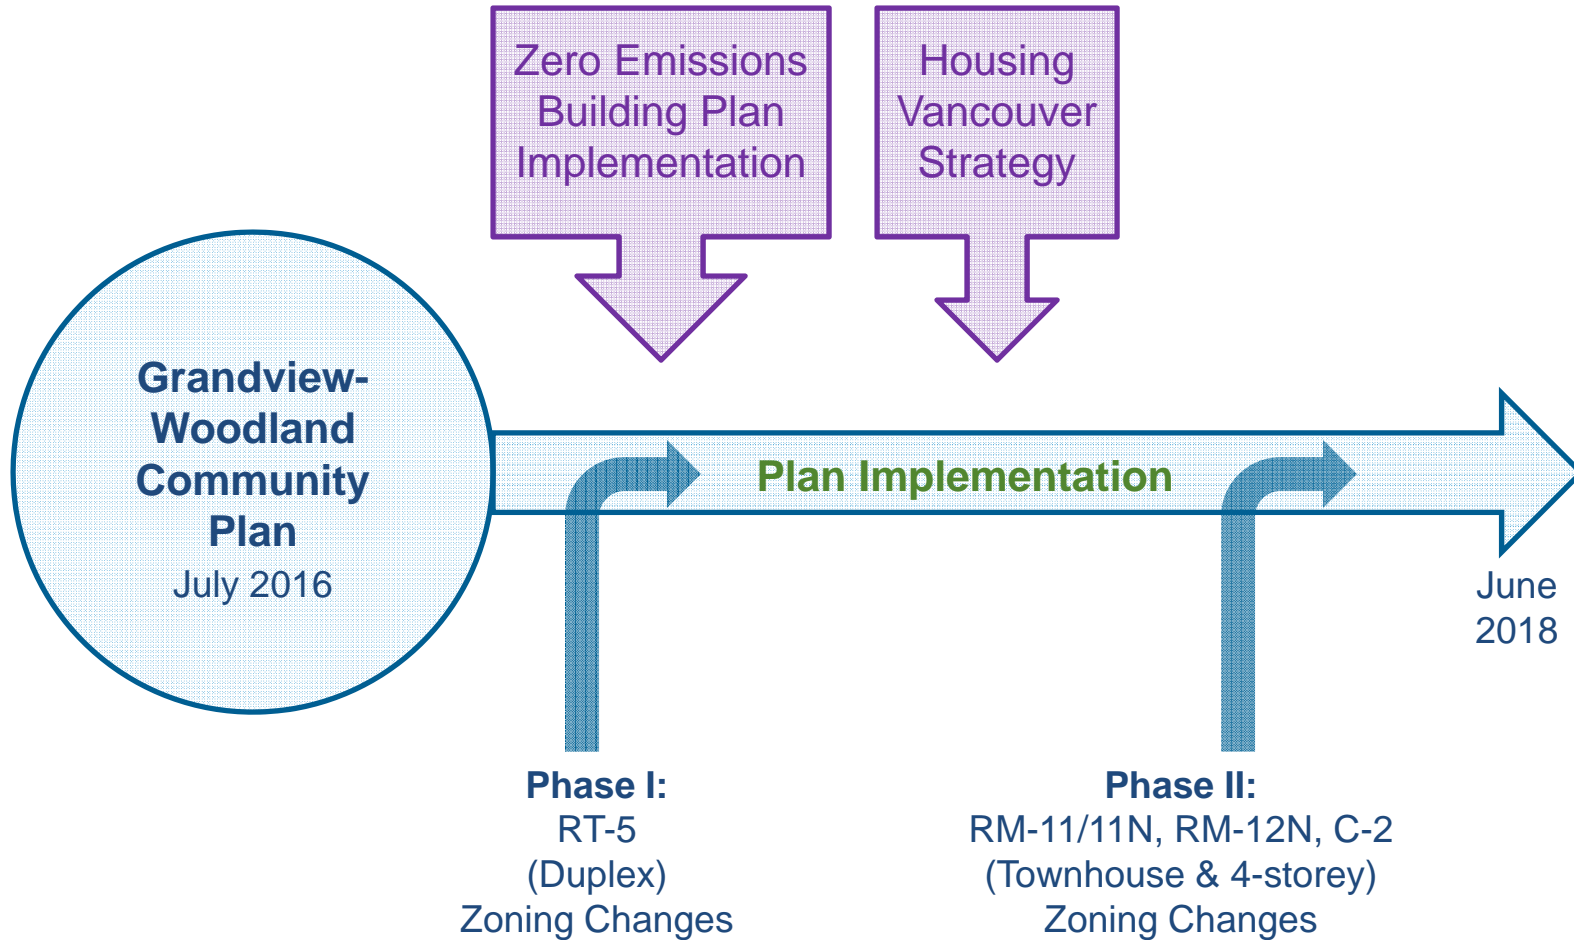 Zero Emissions
Building Plan
Implementation
Housing
Vancouver
Strategy
Grandview-
Woodland
Community
Plan
July 2016
Plan Implementation
June
2018
Phase I:
RT-5
(Duplex)
Zoning Changes
Phase II:
RM-11/11N, RM-12N, C-2
(Townhouse & 4-storey)
Zoning Changes